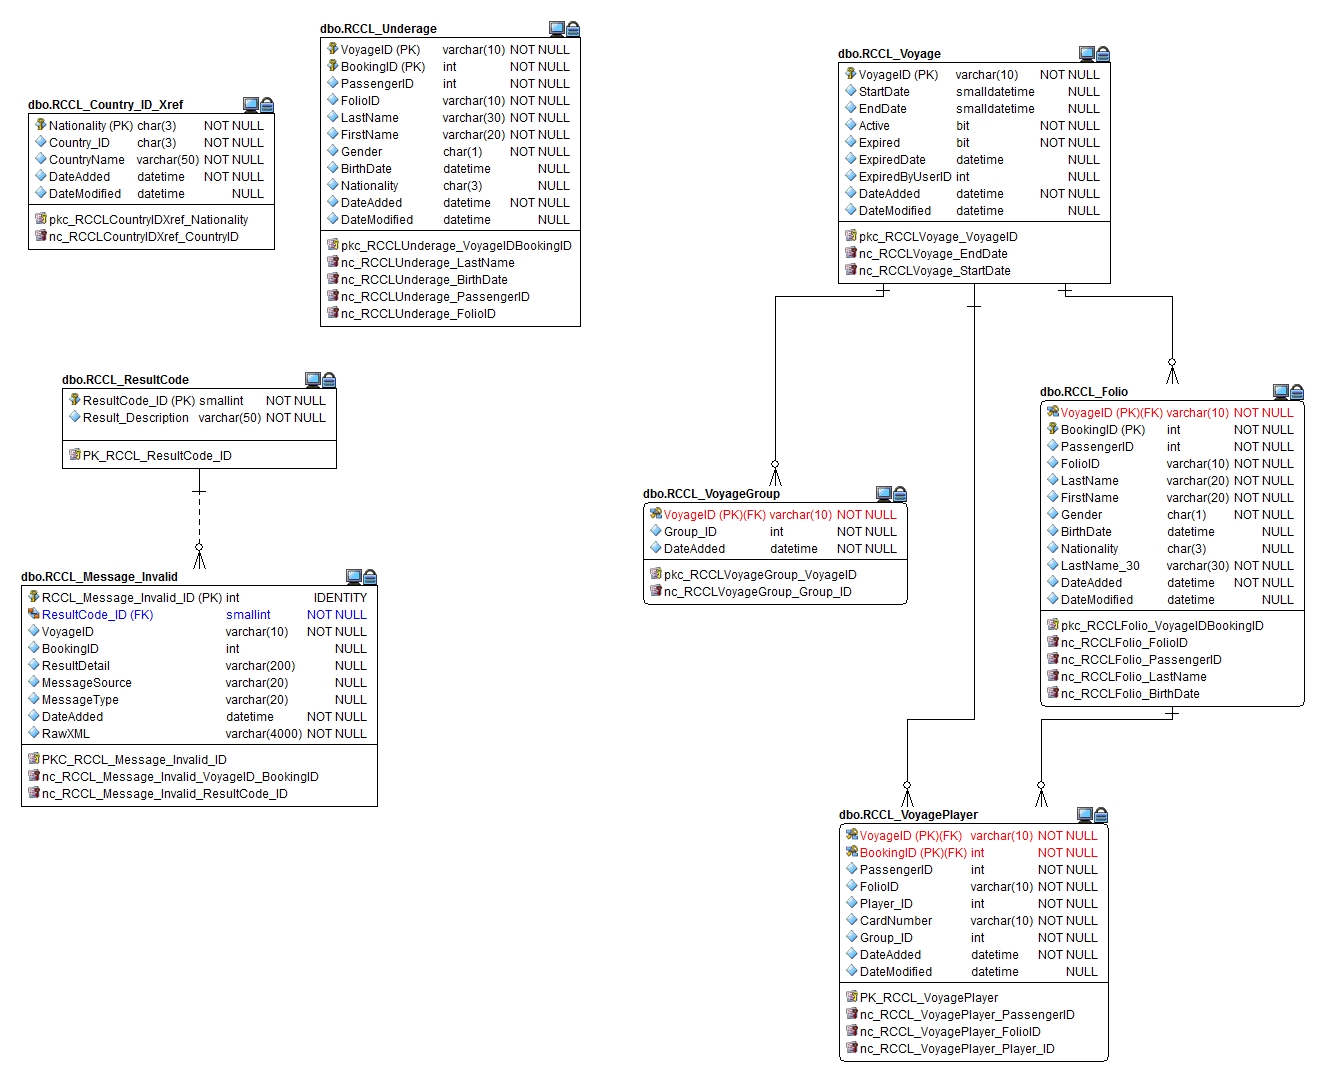 dbo.RCCL_Country_ID_Xref
Nationality (PK) char(3) NOT NULL
Country_ID char(3) NOT NULL
CountryName varchar(50) NOT NULL
DateAdded datetime NOT NULL
DateModified datetime NULL
pkc_RCCLCountryIDXref_Nationality
nc_RCCLCountryIDXref_CountryID
dbo.RCCL_Underage
VoyageID (PK) varchar(10) NOT NULL
BookingID (PK) int NOT NULL
PassengerID int NOT NULL
FolioID varchar(10) NOT NULL
LastName varchar(30) NOT NULL
FirstName varchar(20) NOT NULL
Gender char(1) NOT NULL
BirthDate datetime NULL
Nationality char(3) NULL
DateAdded datetime NOT NULL
DateModified datetime NULL
pkc_RCCLUnderage_VoyageIDBookingID
nc_RCCLUnderage_LastName
nc_RCCLUnderage_BirthDate
nc_RCCLUnderage_PassengerID
nc_RCCLUnderage_FolioID
dbo.RCCL_Voyage
VoyageID (PK) varchar(10) NOT NULL
StartDate smalldatetime NULL
EndDate smalldatetime NULL
Active bit NOT NULL
Expired bit NOT NULL
ExpiredDate datetime NULL
ExpiredByUserID int NULL
DateAdded datetime NOT NULL
DateModified datetime NULL
pkc_RCCLVoyage_VoyageID
nc_RCCLVoyage_EndDate
nc_RCCLVoyage_StartDate
dbo.RCCL_ResultCode
ResultCode_ID (PK) smallint NOT NULL
Result_Description varchar(50) NOT NULL
PK_RCCL_ResultCode_ID
dbo.RCCL_Message_Invalid
RCCL_Message_Invalid_ID (PK) int IDENTITY
ResultCode_ID (FK) smallint NOT NULL
VoyageID varchar(10) NOT NULL
BookingID int NULL
ResultDetail varchar(200) NULL
MessageSource varchar(20) NULL
MessageType varchar(20) NULL
DateAdded datetime NOT NULL
RawXML varchar(4000) NOT NULL
PKC_RCCL_Message_Invalid_ID
nc_RCCL_Message_Invalid_VoyageID_BookingID
nc_RCCL_Message_Invalid_ResultCode_ID
dbo.RCCL_VoyageGroup
VoyageID (PK)(FK) varchar(10) NOT NULL
Group_ID int NOT NULL
DateAdded datetime NOT NULL
pkc_RCCLVoyageGroup_VoyageID
nc_RCCLVoyageGroup_Group_ID
dbo.RCCL_Folio
VoyageID (PK)(FK) varchar(10) NOT NULL
BookingID (PK) int NOT NULL
PassengerID int NOT NULL
FolioID varchar(10) NOT NULL
LastName varchar(20) NOT NULL
FirstName varchar(20) NOT NULL
Gender char(1) NOT NULL
BirthDate datetime NULL
Nationality char(3) NULL
LastName_30 varchar(30) NOT NULL
DateAdded datetime NOT NULL
DateModified datetime NULL
pkc_RCCLFolio_VoyageIDBookingID
nc_RCCLFolio_FolioID
nc_RCCLFolio_PassengerID
nc_RCCLFolio_LastName
nc_RCCLFolio_BirthDate
dbo.RCCL_VoyagePlayer
VoyageID (PK)(FK) varchar(10) NOT NULL
BookingID (PK)(FK) int NOT NULL
PassengerID int NOT NULL
FolioID varchar(10) NOT NULL
Player_ID int NOT NULL
CardNumber varchar(10) NOT NULL
Group_ID int NOT NULL
DateAdded datetime NOT NULL
DateModified datetime NULL
PK_RCCL_VoyagePlayer
nc_RCCL_VoyagePlayer_PassengerID
nc_RCCL_VoyagePlayer_FolioID
nc_RCCL_VoyagePlayer_Player_ID